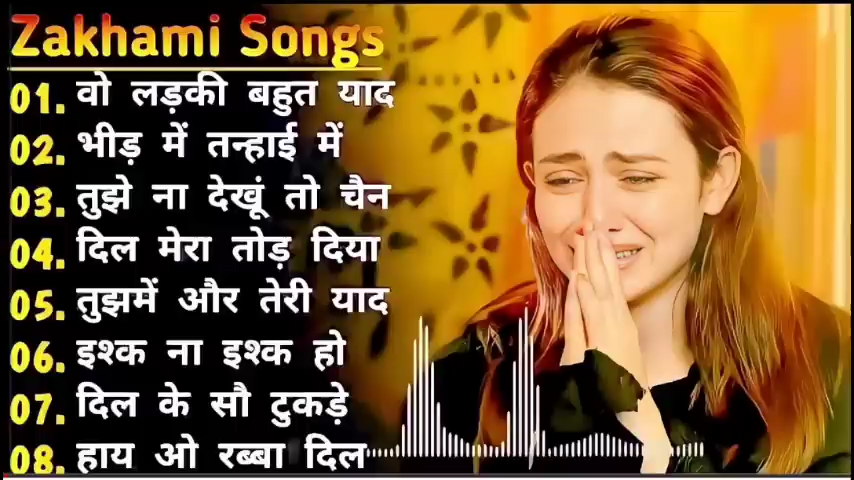 Zakhami Songs
01. वो लड़की बहुत याद
02. भीड़ में तन्हाई में
03. तुझे ना देखूं तो चैन
04. दिल मेरा तोड़ दिया
05. तुझमें और तेरी याद
06. इश्क ना इश्क हो
07. दिल के सौ टुकड़े
08. हाय ओ रब्बा दिल